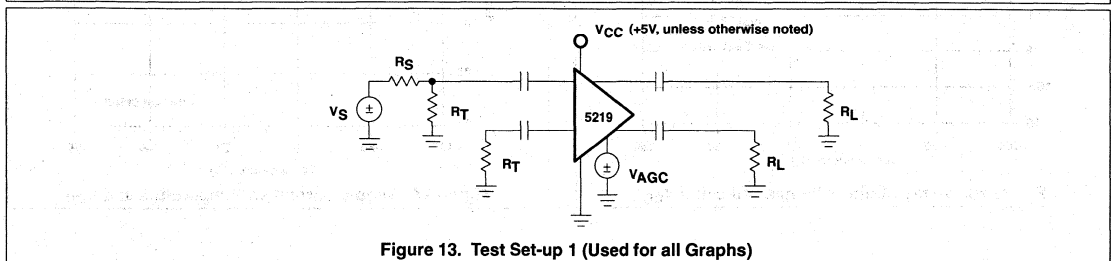 VCC (+5V, unless otherwise noted)
RS
VS
±
RT
RT
5219
VAGC
±
RL
RL
Figure 13. Test Set-up 1 (Used for all Graphs)